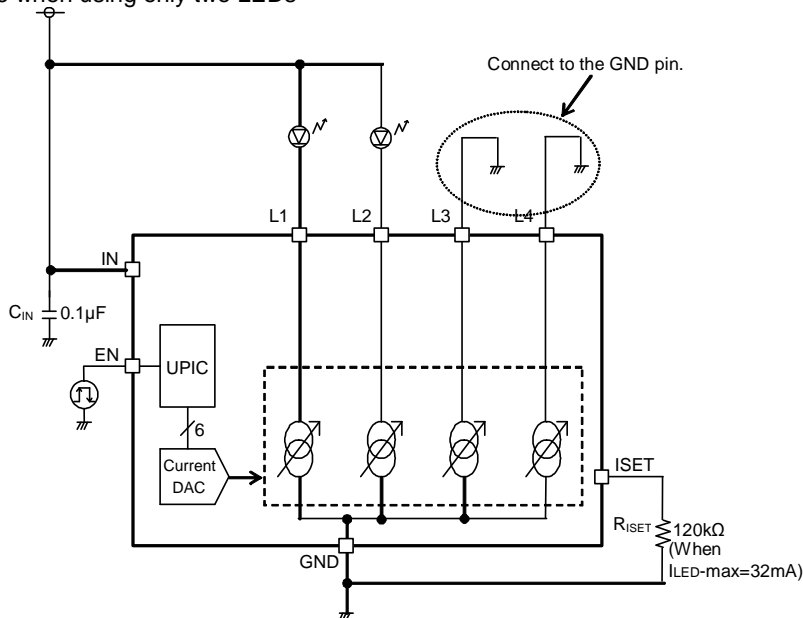 when using only two LEDs
Connect to the GND pin.
L1
L2
L3
L4
IN
CIN
0.1µF
EN
UPIC
6
Current
DAC
ISET
RISET
120kΩ
(When
ILED-max=32mA)
GND